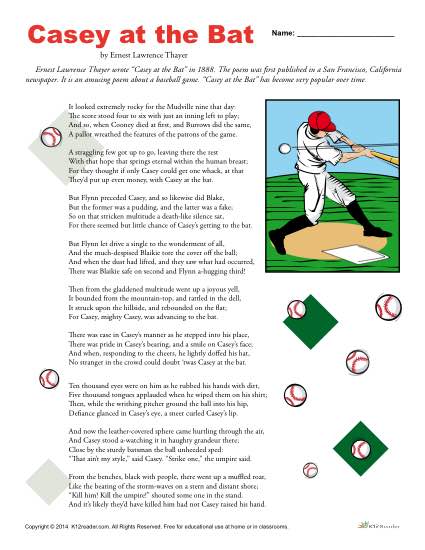 Casey at the Bat
Name:
by Ernest Lawrence Thayer
Ernest Lawrence Thayer wrote “Casey at the Bat” in 1888. The poem was first published in a San Francisco, California
newspaper. It is an amusing poem about a baseball game. “Casey at the Bat” has become very popular over time.
It looked extremely rocky for the Mudville nine that day:
The score stood four to six with just an inning left to play;
And so, when Cooney died at first, and Burrows did the same,
A pallor wreathed the features of the patrons of the game.
A straggling few got up to go, leaving there the rest
With that hope that springs eternal within the human breast;
For they thought if only Casey could get one whack, at that
They'd put up even money, with Casey at the bat.
But Flynn preceded Casey, and so likewise did Blake,
But the former was a pudding, and the latter was a fake;
So on that stricken multitude a death-like silence sat,
For there seemed but little chance of Casey's getting to the bat.
But Flynn let drive a single to the wonderment of all,
And the much-despised Blaikie tore the cover off the ball;
And when the dust had lifted, and they saw what had occurred,
There was Blaikie safe on second and Flynn a-hugging third!
Then from the gladdened multitude went up a joyous yell,
It bounded from the mountain-top, and rattled in the dell,
It struck upon the hillside, and rebounded on the flat;
For Casey, mighty Casey, was advancing to the bat.
There was ease in Casey's manner as he stepped into his place,
There was pride in Casey's bearing, and a smile on Casey's face;
And when, responding to the cheers, he lightly doffed his hat,
No stranger in the crowd could doubt 'twas Casey at the bat.
Ten thousand eyes were on him as he rubbed his hands with dirt,
Five thousand tongues applauded when he wiped them on his shirt;
Then, while the writhing pitcher ground the ball into his hip,
Defiance glanced in Casey's eye, a sneer curled Casey's lip.
And now the leather-covered sphere came hurtling through the air,
And Casey stood a-watching it in haughty grandeur there;
Close by the sturdy batsman the ball unheeded sped:
"That ain't my style," said Casey. "Strike one," the umpire said.
From the benches, black with people, there went up a muffled roar,
Like the beating of the storm-waves on a stern and distant shore;
"Kill him! Kill the umpire!" shouted some one in the stand.
And it's likely they'd have killed him had not Casey raised his hand.
Copyright © 2014 K12reader.com. All Rights Reserved. Free for educational use at home or in classrooms.
K12Reader